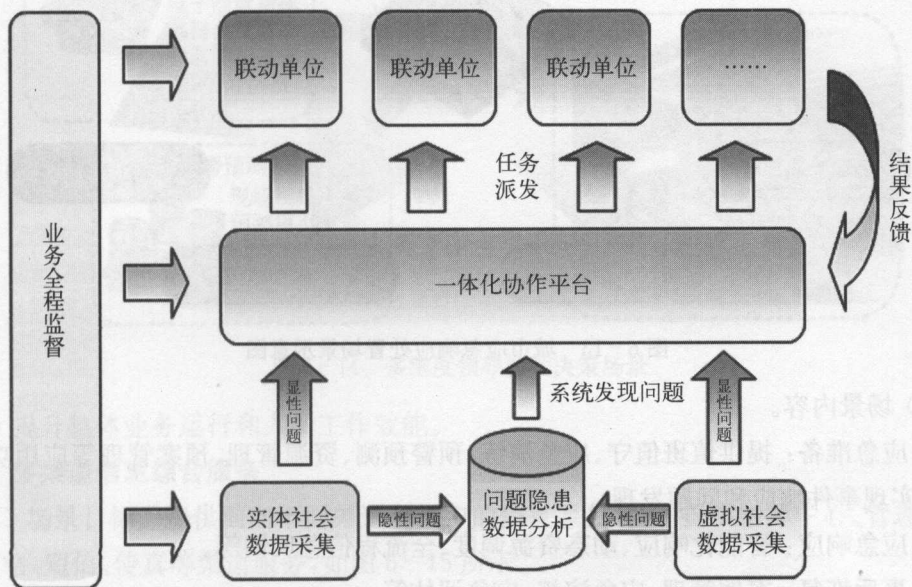 联动单位
联动单位
联动单位
……
任务
派发
结果反馈
业务全程监督
一体化协作平台
显性问题
系统发现问题
显性问题
实体社会
数据采集
隐性问题
问题隐患
数据分析
隐性问题
虚拟社会
数据采集